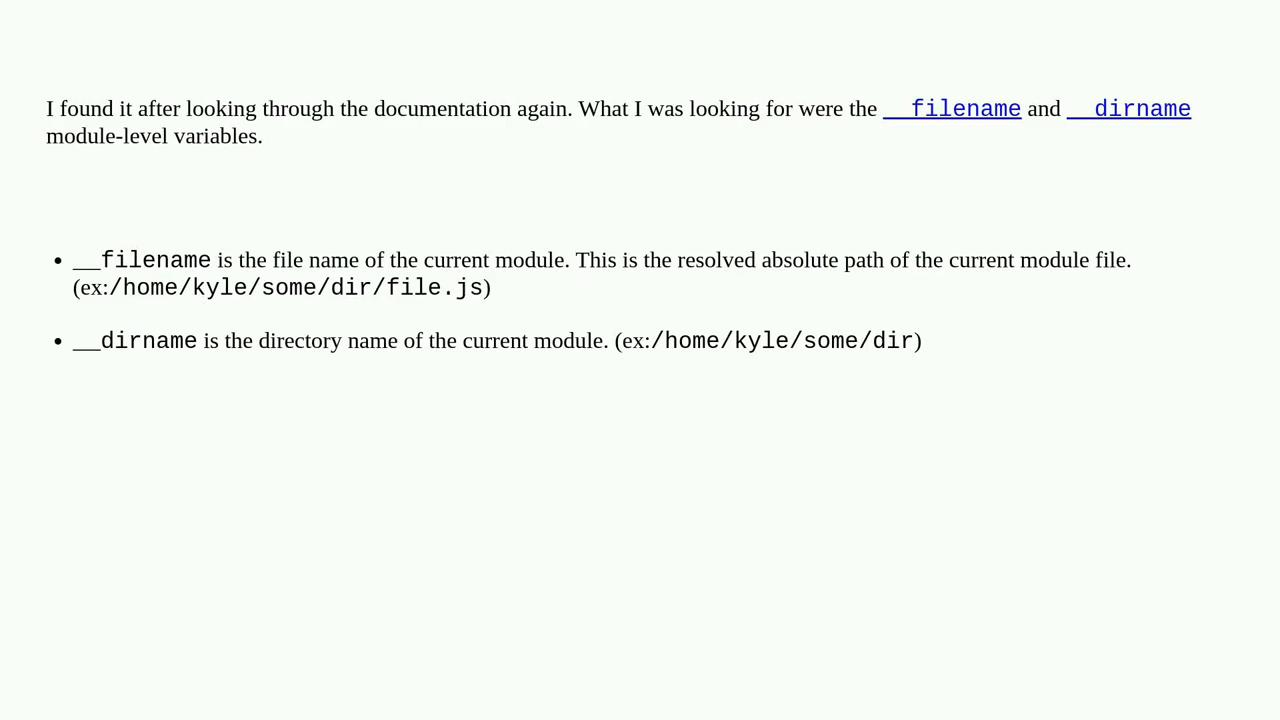 I found it after looking through the documentation again. What I was looking for were the __filename and __dirname
module-level variables.
• __filename is the file name of the current module. This is the resolved absolute path of the current module file.
(ex:/home/kyle/some/dir/file.js)
• __dirname is the directory name of the current module. (ex:/home/kyle/some/dir)